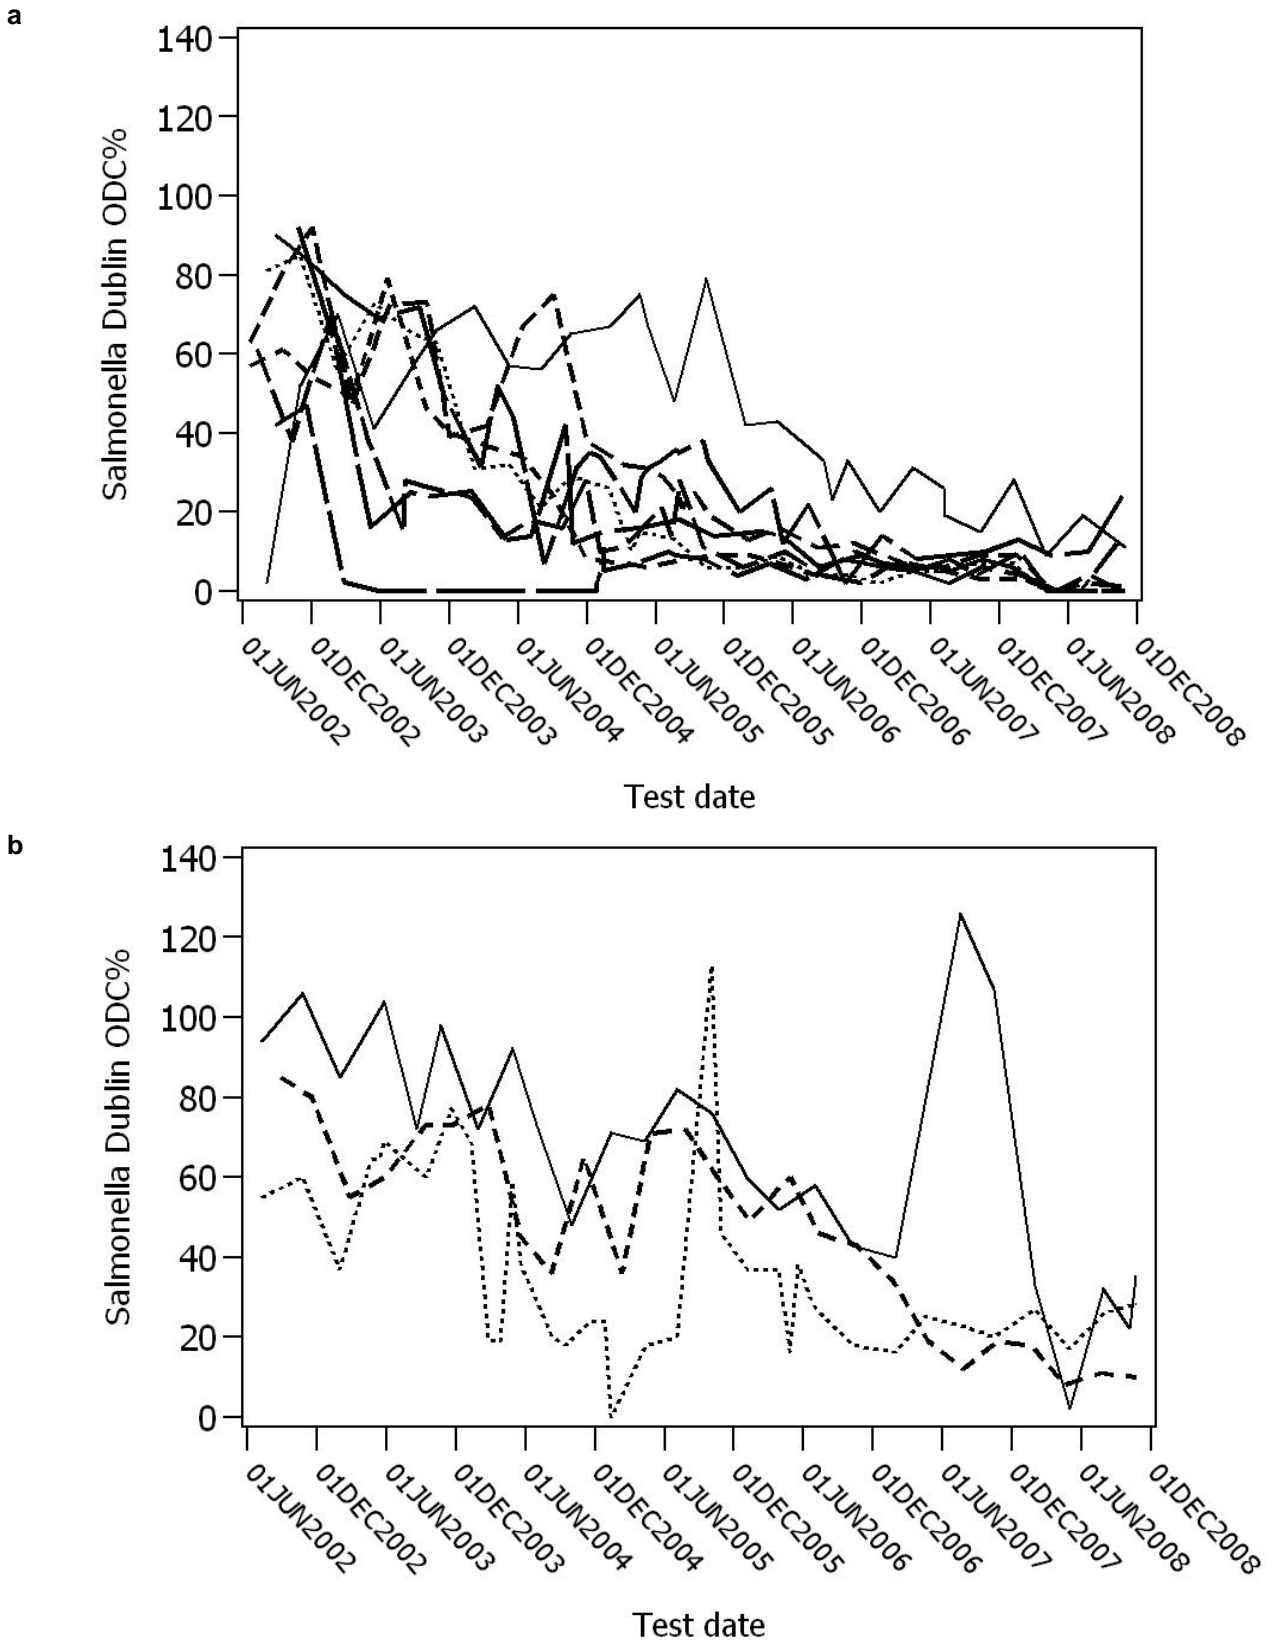 a
140
120
100
80
60
40
20
0
Salmonella Dublin ODC%
01JUN2002
01DEC2002
01JUN2003
01DEC2003
01JUN2004
01DEC2004
01JUN2005
01DEC2005
01JUN2006
01DEC2006
01JUN2007
01DEC2007
01JUN2008
01DEC2008
Test date
b
140
120
100
80
60
40
20
0
Salmonella Dublin ODC%
01JUN2002
01DEC2002
01JUN2003
01DEC2003
01JUN2004
01DEC2004
01JUN2005
01DEC2005
01JUN2006
01DEC2006
01JUN2007
01DEC2007
01JUN2008
01DEC2008
Test date